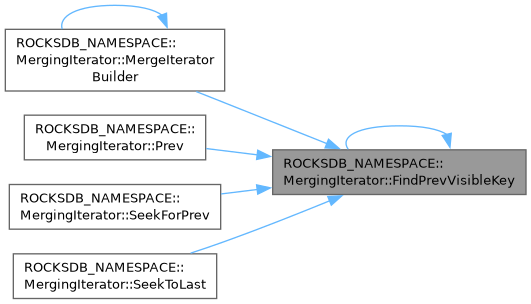 ROCKSDB_NAMESPACE::
MergingIterator::MergeIterator
Builder
ROCKSDB_NAMESPACE::
MergingIterator::Prev
ROCKSDB_NAMESPACE::
MergingIterator::SeekForPrev
ROCKSDB_NAMESPACE::
MergingIterator::SeekToLast
ROCKSDB_NAMESPACE::
MergingIterator::FindPrevVisibleKey